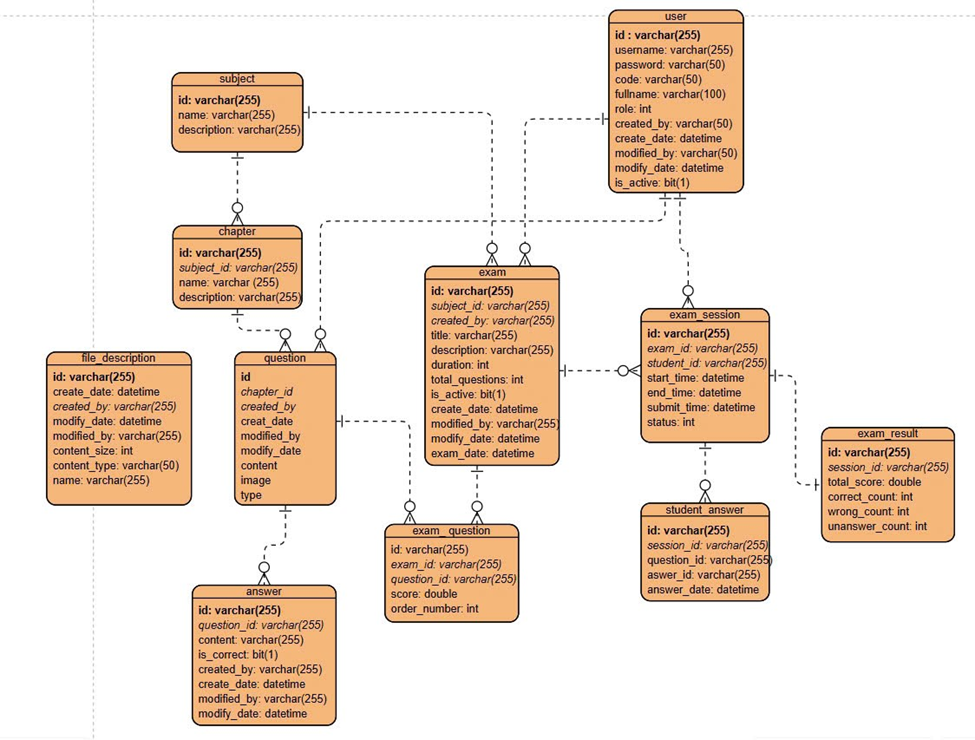 user
id : varchar(255)
username: varchar(255)
password: varchar(50)
code: varchar(50)
fullname: varchar(100)
role: int
created_by: varchar(50)
create_date: datetime
modified_by: varchar(50)
modify_date: datetime
is_active: bit(1)
subject
id: varchar(255)
name: varchar(255)
description: varchar(255)
chapter
id: varchar(255)
subject_id: varchar(255)
name: varchar (255)
description: varchar(255)
exam
id: varchar(255)
subject_id: varchar(255)
created_by: varchar(255)
title: varchar(255)
description: varchar(255)
duration: int
total_questions: int
is_active: bit(1)
create_date: datetime
modified_by: varchar(255)
modify_date: datetime
exam_date: datetime
exam_session
id: varchar(255)
exam_id: varchar(255)
student_id: varchar(255)
start_time: datetime
end_time: datetime
submit_time: datetime
status: int
file_description
id: varchar(255)
create_date: datetime
created_by: varchar(255)
modify_date: datetime
modified_by: varchar(255)
content_size: int
content_type: varchar(50)
name: varchar(255)
question
id
chapter_id
created_by
creat_date
modified_by
modify_date
content
image
type
exam_result
id: varchar(255)
session_id: varchar(255)
total_score: double
correct_count: int
wrong_count: int
unanswer_count: int
student_answer
id: varchar(255)
session_id: varchar(255)
question_id: varchar(255)
aswer_id: varchar(255)
answer_date: datetime
exam_question
id: varchar(255)
exam_id: varchar(255)
question_id: varchar(255)
score: double
order_number: int
answer
id: varchar(255)
question_id: varchar(255)
content: varchar(255)
is_correct: bit(1)
created_by: varchar(255)
create_date: datetime
modified_by: varchar(255)
modify_date: datetime